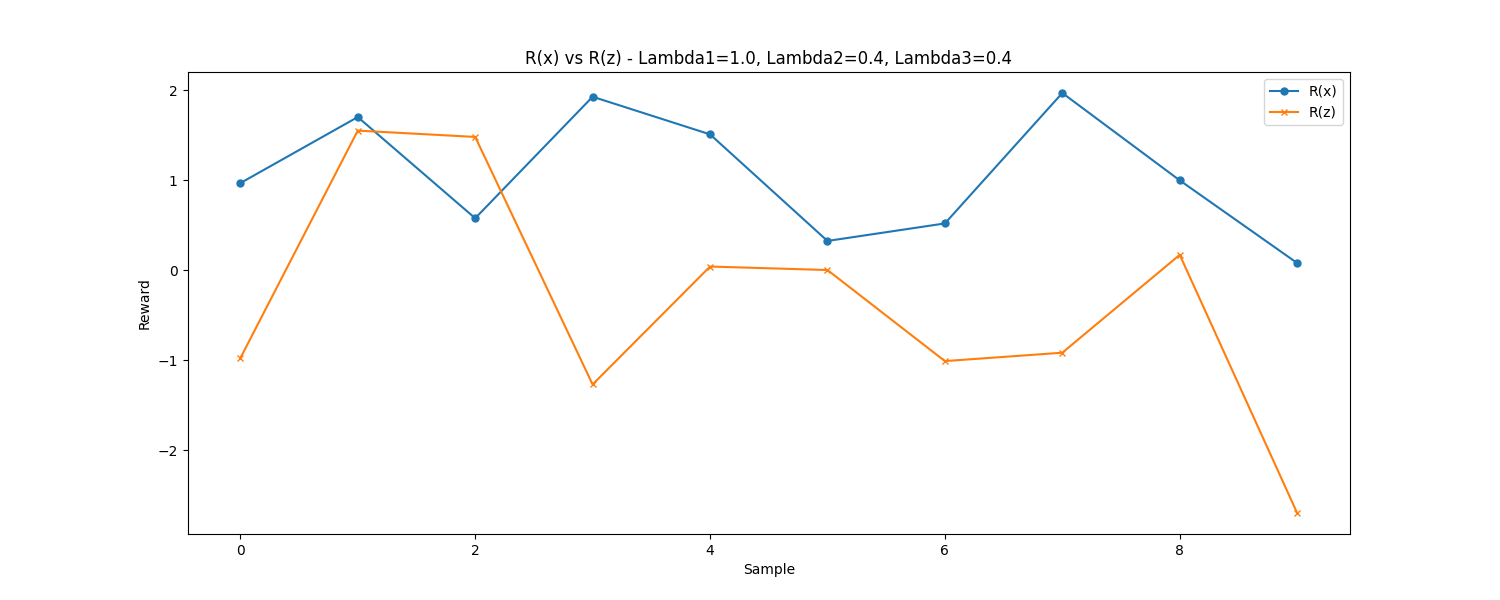 R(x) vs R(z) - Lambda1=1.0, Lambda2=0.4, Lambda3=0.4
R(x)
R(z)
2
1
0
−1
−2
Reward
0 2 4 6 8
Sample